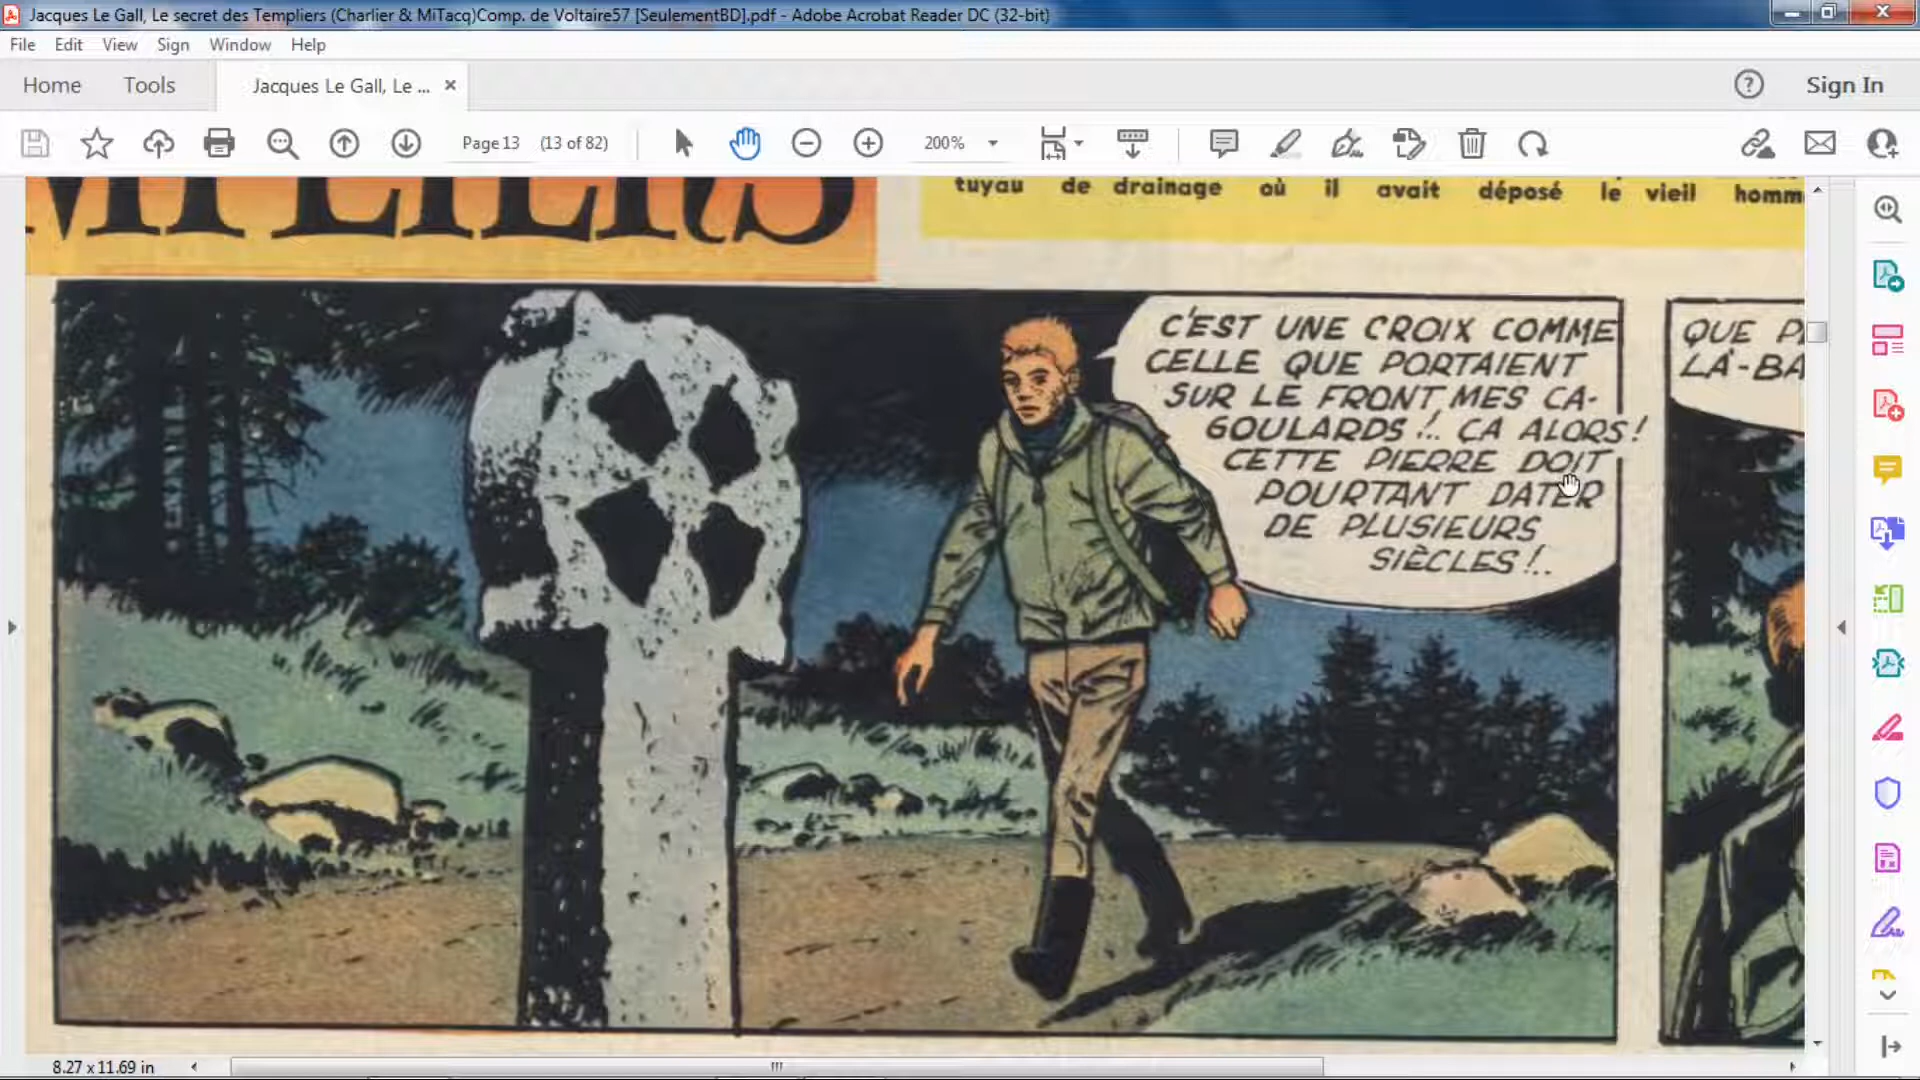 Jacques Le Gall, Le secret des Templiers (Charlier & MiTacq)Comp. de Voltaire57 [SeulementBD].pdf - Adobe Acrobat Reader DC (32-bit)
File Edit View Sign Window Help
Home Tools Jacques Le Gall, Le ... Sign In
Page 13 (13 of 82) 200%
tuyau de drainage où il avait déposé le vieil homm
C'EST UNE CROIX COMME
CELLE QUE PORTAIENT
SUR LE FRONT MES CA-
GOULARDS !.. ÇA ALORS !
CETTE PIERRE DOIT
POURTANT DATER
DE PLUSIEURS
SIÈCLES !..
QUE
LÀ-BA
8.27 x 11.69 in